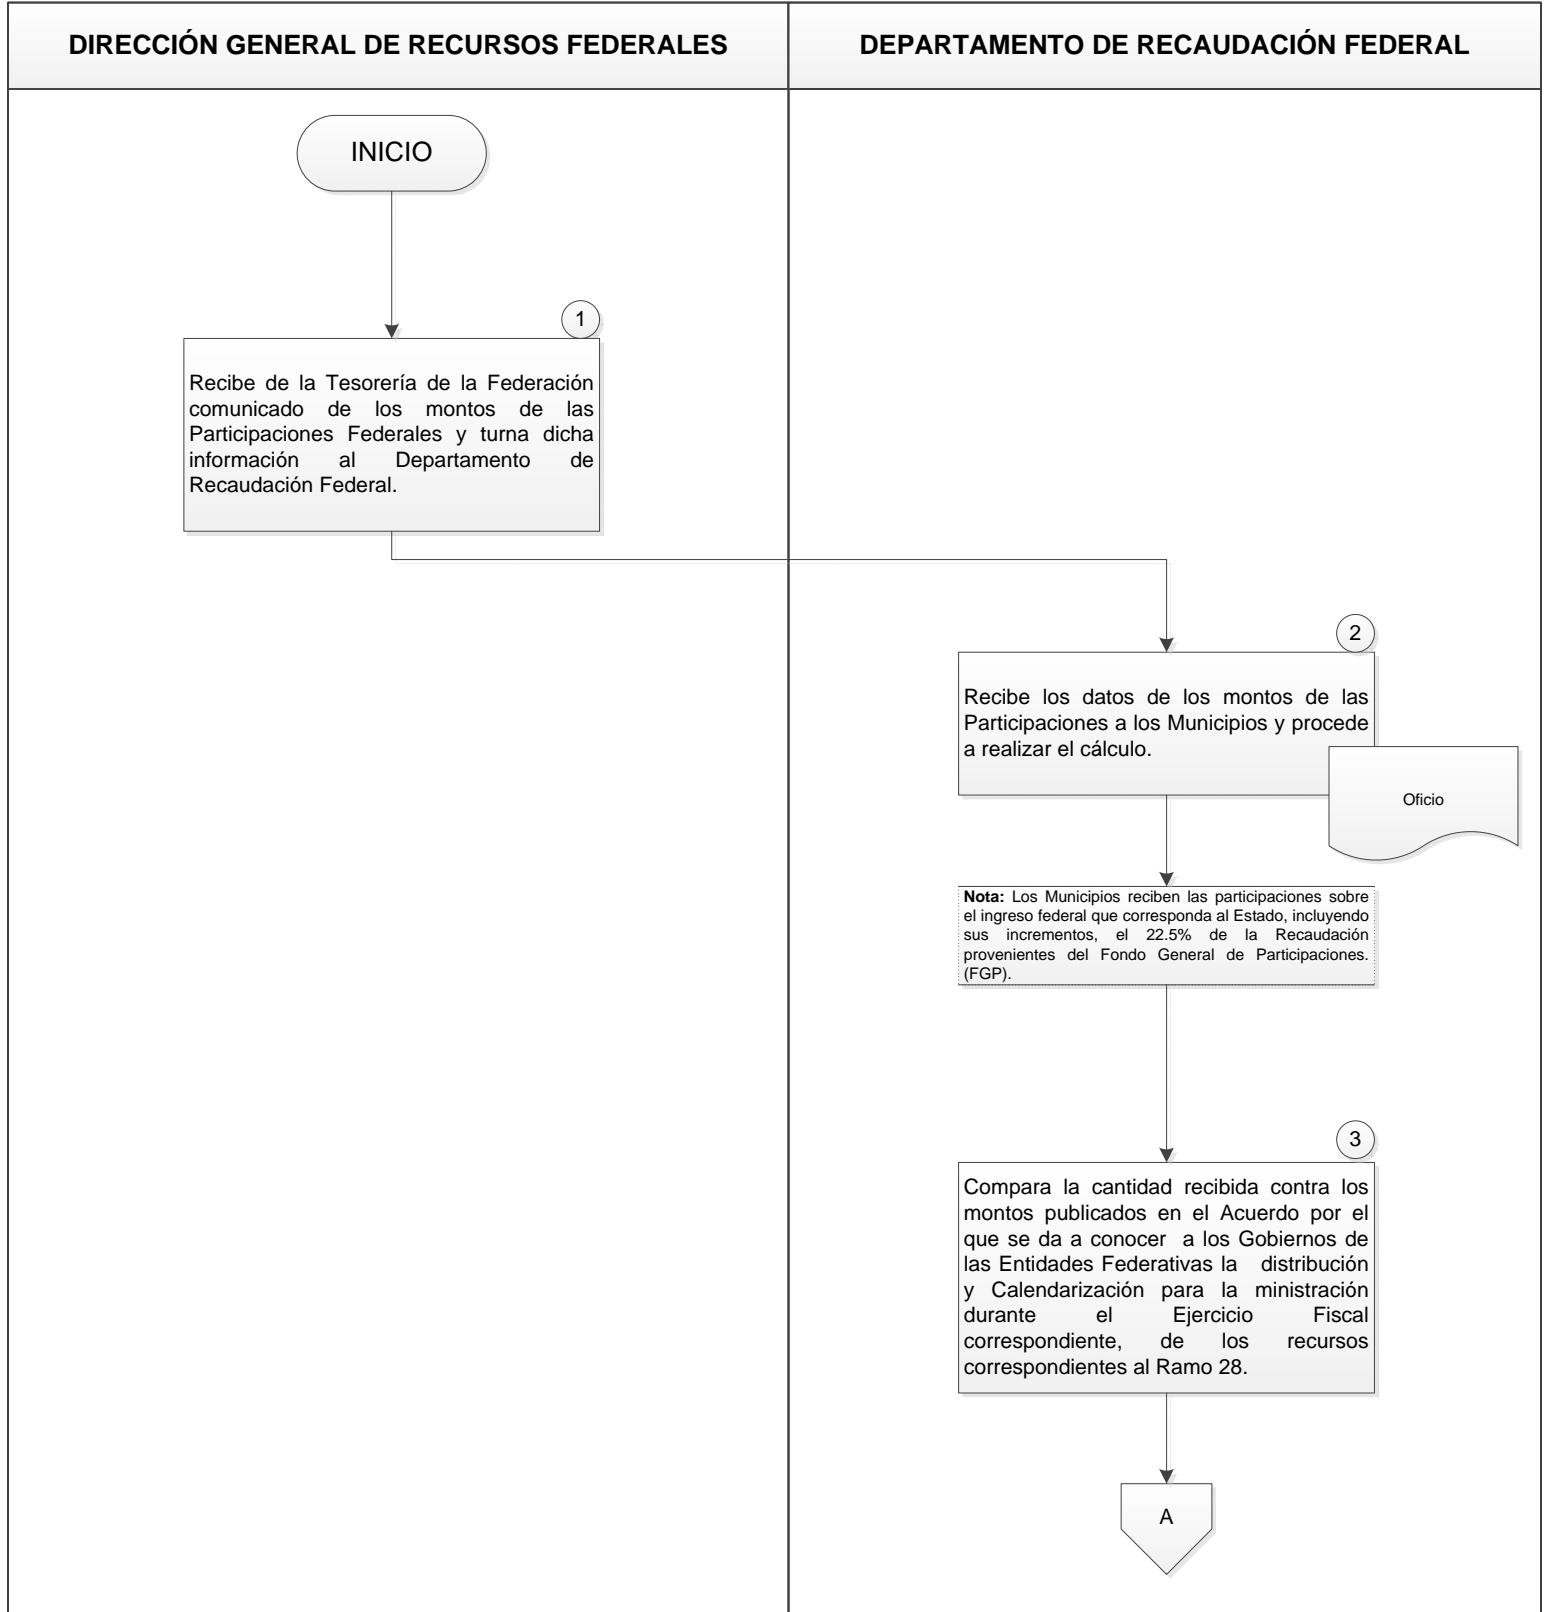 DIRECCIÓN GENERAL DE RECURSOS FEDERALES
DEPARTAMENTO DE RECAUDACIÓN FEDERAL
INICIO
1
Recibe de la Tesorería de la Federación
comunicado de los montos de las
Participaciones Federales y turna dicha
información al Departamento de
Recaudación Federal.
2
Recibe los datos de los montos de las
Participaciones a los Municipios y procede
a realizar el cálculo.
Oficio
Nota: Los Municipios reciben las participaciones sobre
el ingreso federal que corresponda al Estado, incluyendo
sus incrementos, el 22.5% de la Recaudación
provenientes del Fondo General de Participaciones.
(FGP).
3
Compara la cantidad recibida contra los
montos publicados en el Acuerdo por el
que se da a conocer a los Gobiernos de
las Entidades Federativas la distribución
y Calendarización para la ministración
durante el Ejercicio Fiscal
correspondiente, de los recursos
correspondientes al Ramo 28.
A